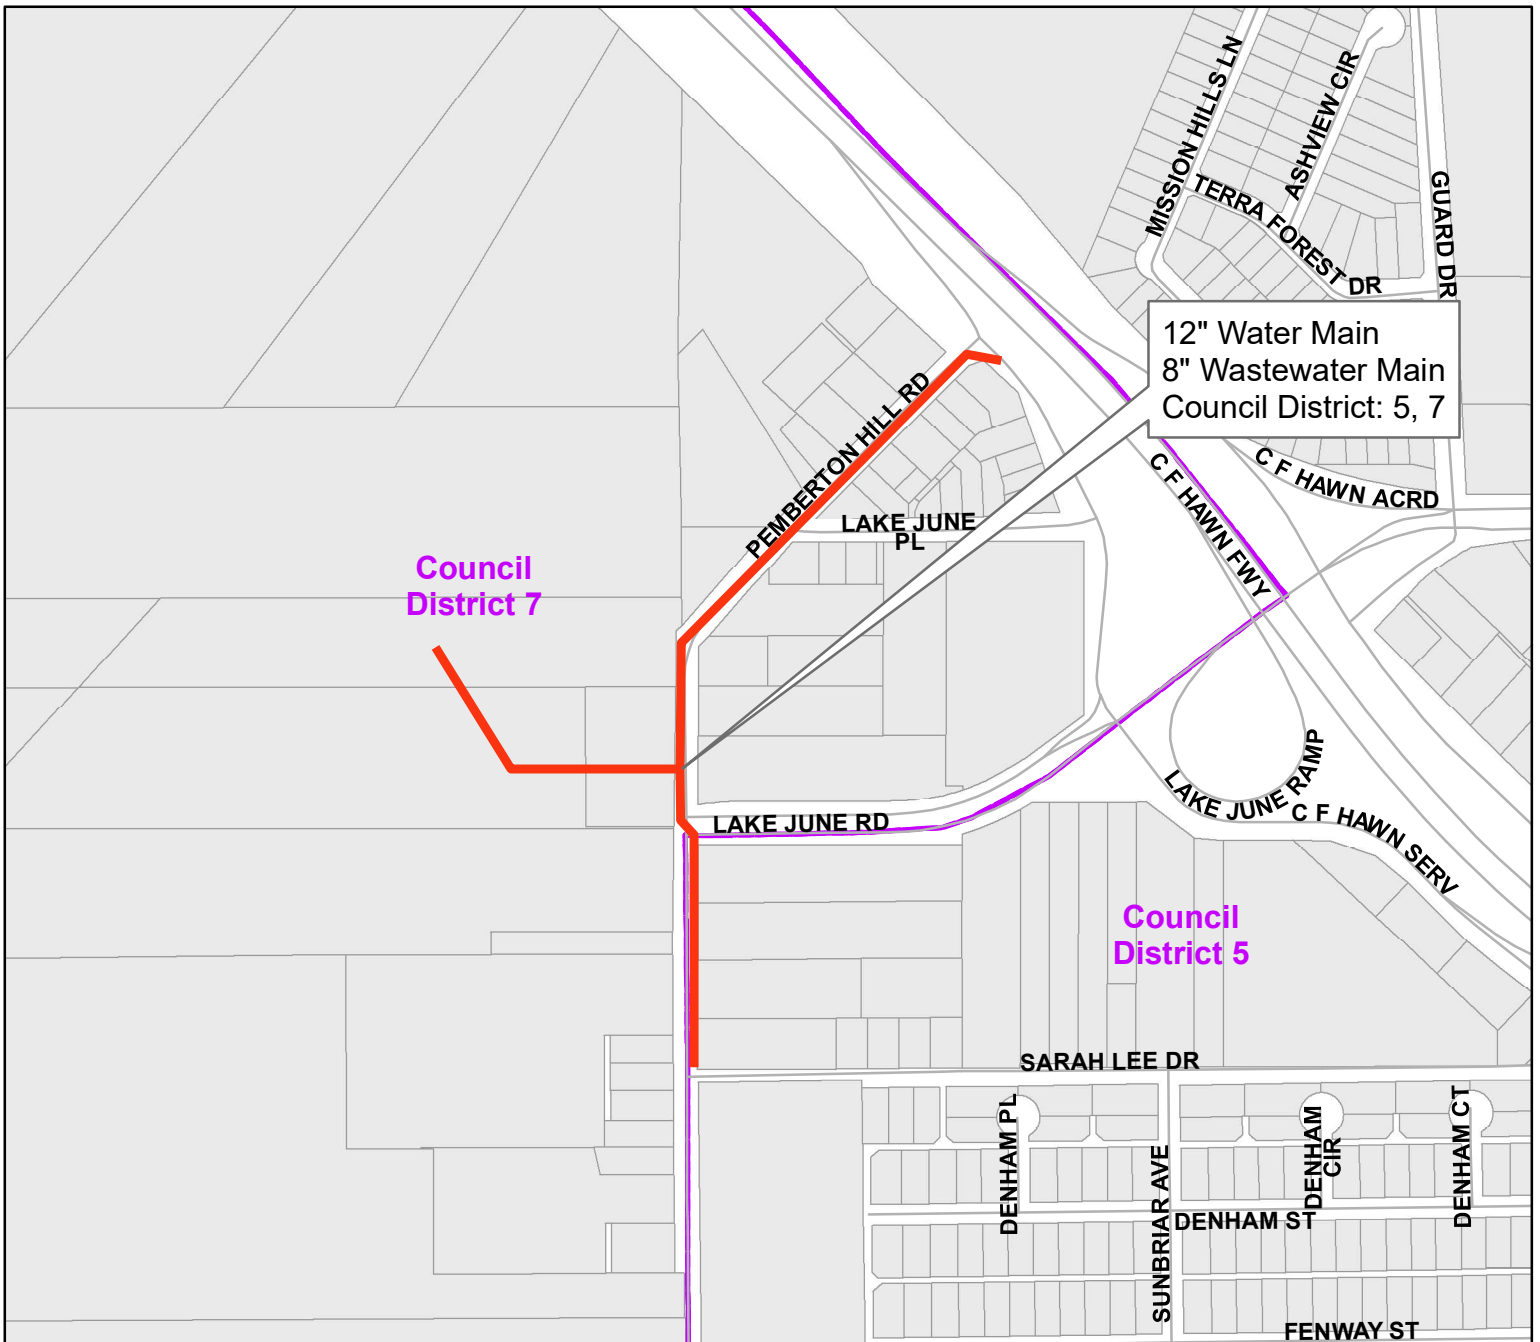 MISSION HILLS LN
ASHVIEW CIR
TERRA FOREST DR
GUARD DR
12" Water Main
8" Wastewater Main
Council District: 5, 7
PEMBERTON HILL RD
C F HAWN FWY
C F HAWN ACRD
LAKE JUNE
PL
Council
District 7
LAKE JUNE RD
LAKE JUNE RAMP
C F HAWN SERV
Council
District 5
SARAH LEE DR
DENHAM PL
SUNBRIAR AVE
DENHAM
CIR
DENHAM CT
DENHAM ST
FENWAY ST